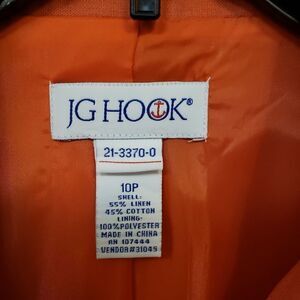 JG HOOK®
21-3370-0
10P
SHELL:
55% LINEN
45% COTTON
LINING:
100%POLYESTER
MADE IN CHINA
RN 107444
VENDOR#31045